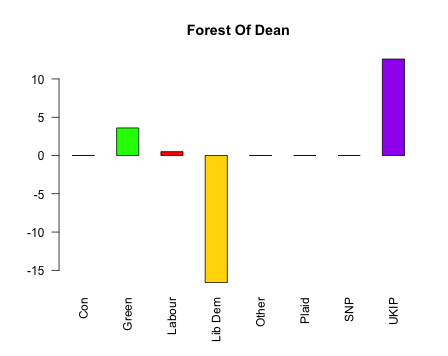 Forest Of Dean
10
5
0
-5
-10
-15
Con
Green
Labour
Lib Dem
Other
Plaid
SNP
UKIP